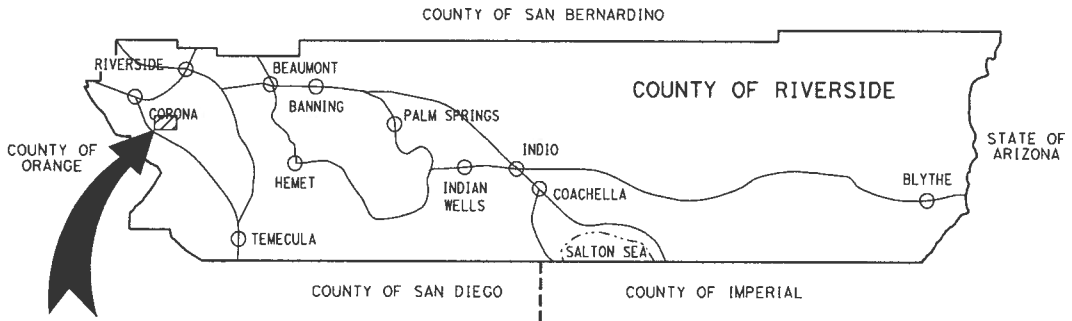 COUNTY OF SAN BERNARDINO
RIVERSIDE
BEAUMONT
COUNTY OF RIVERSIDE
BANNING
CORONA
PALM SPRINGS
COUNTY OF
ORANGE
STATE OF
ARIZONA
INDIO
HEMET
INDIAN
WELLS
COACHELLA
BLYTHE
TEMECULA
SALTON SEA
COUNTY OF SAN DIEGO
COUNTY OF IMPERIAL